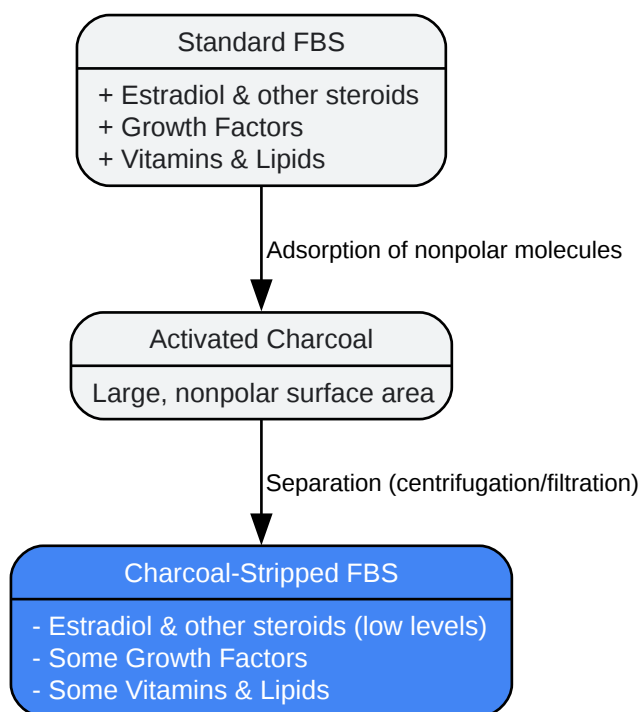 Standard FBS
+ Estradiol & other steroids
+ Growth Factors
+ Vitamins & Lipids
Adsorption of nonpolar molecules
Activated Charcoal
Large, nonpolar surface area
Separation (centrifugation/filtration)
Charcoal-Stripped FBS
- Estradiol & other steroids (low levels)
- Some Growth Factors
- Some Vitamins & Lipids